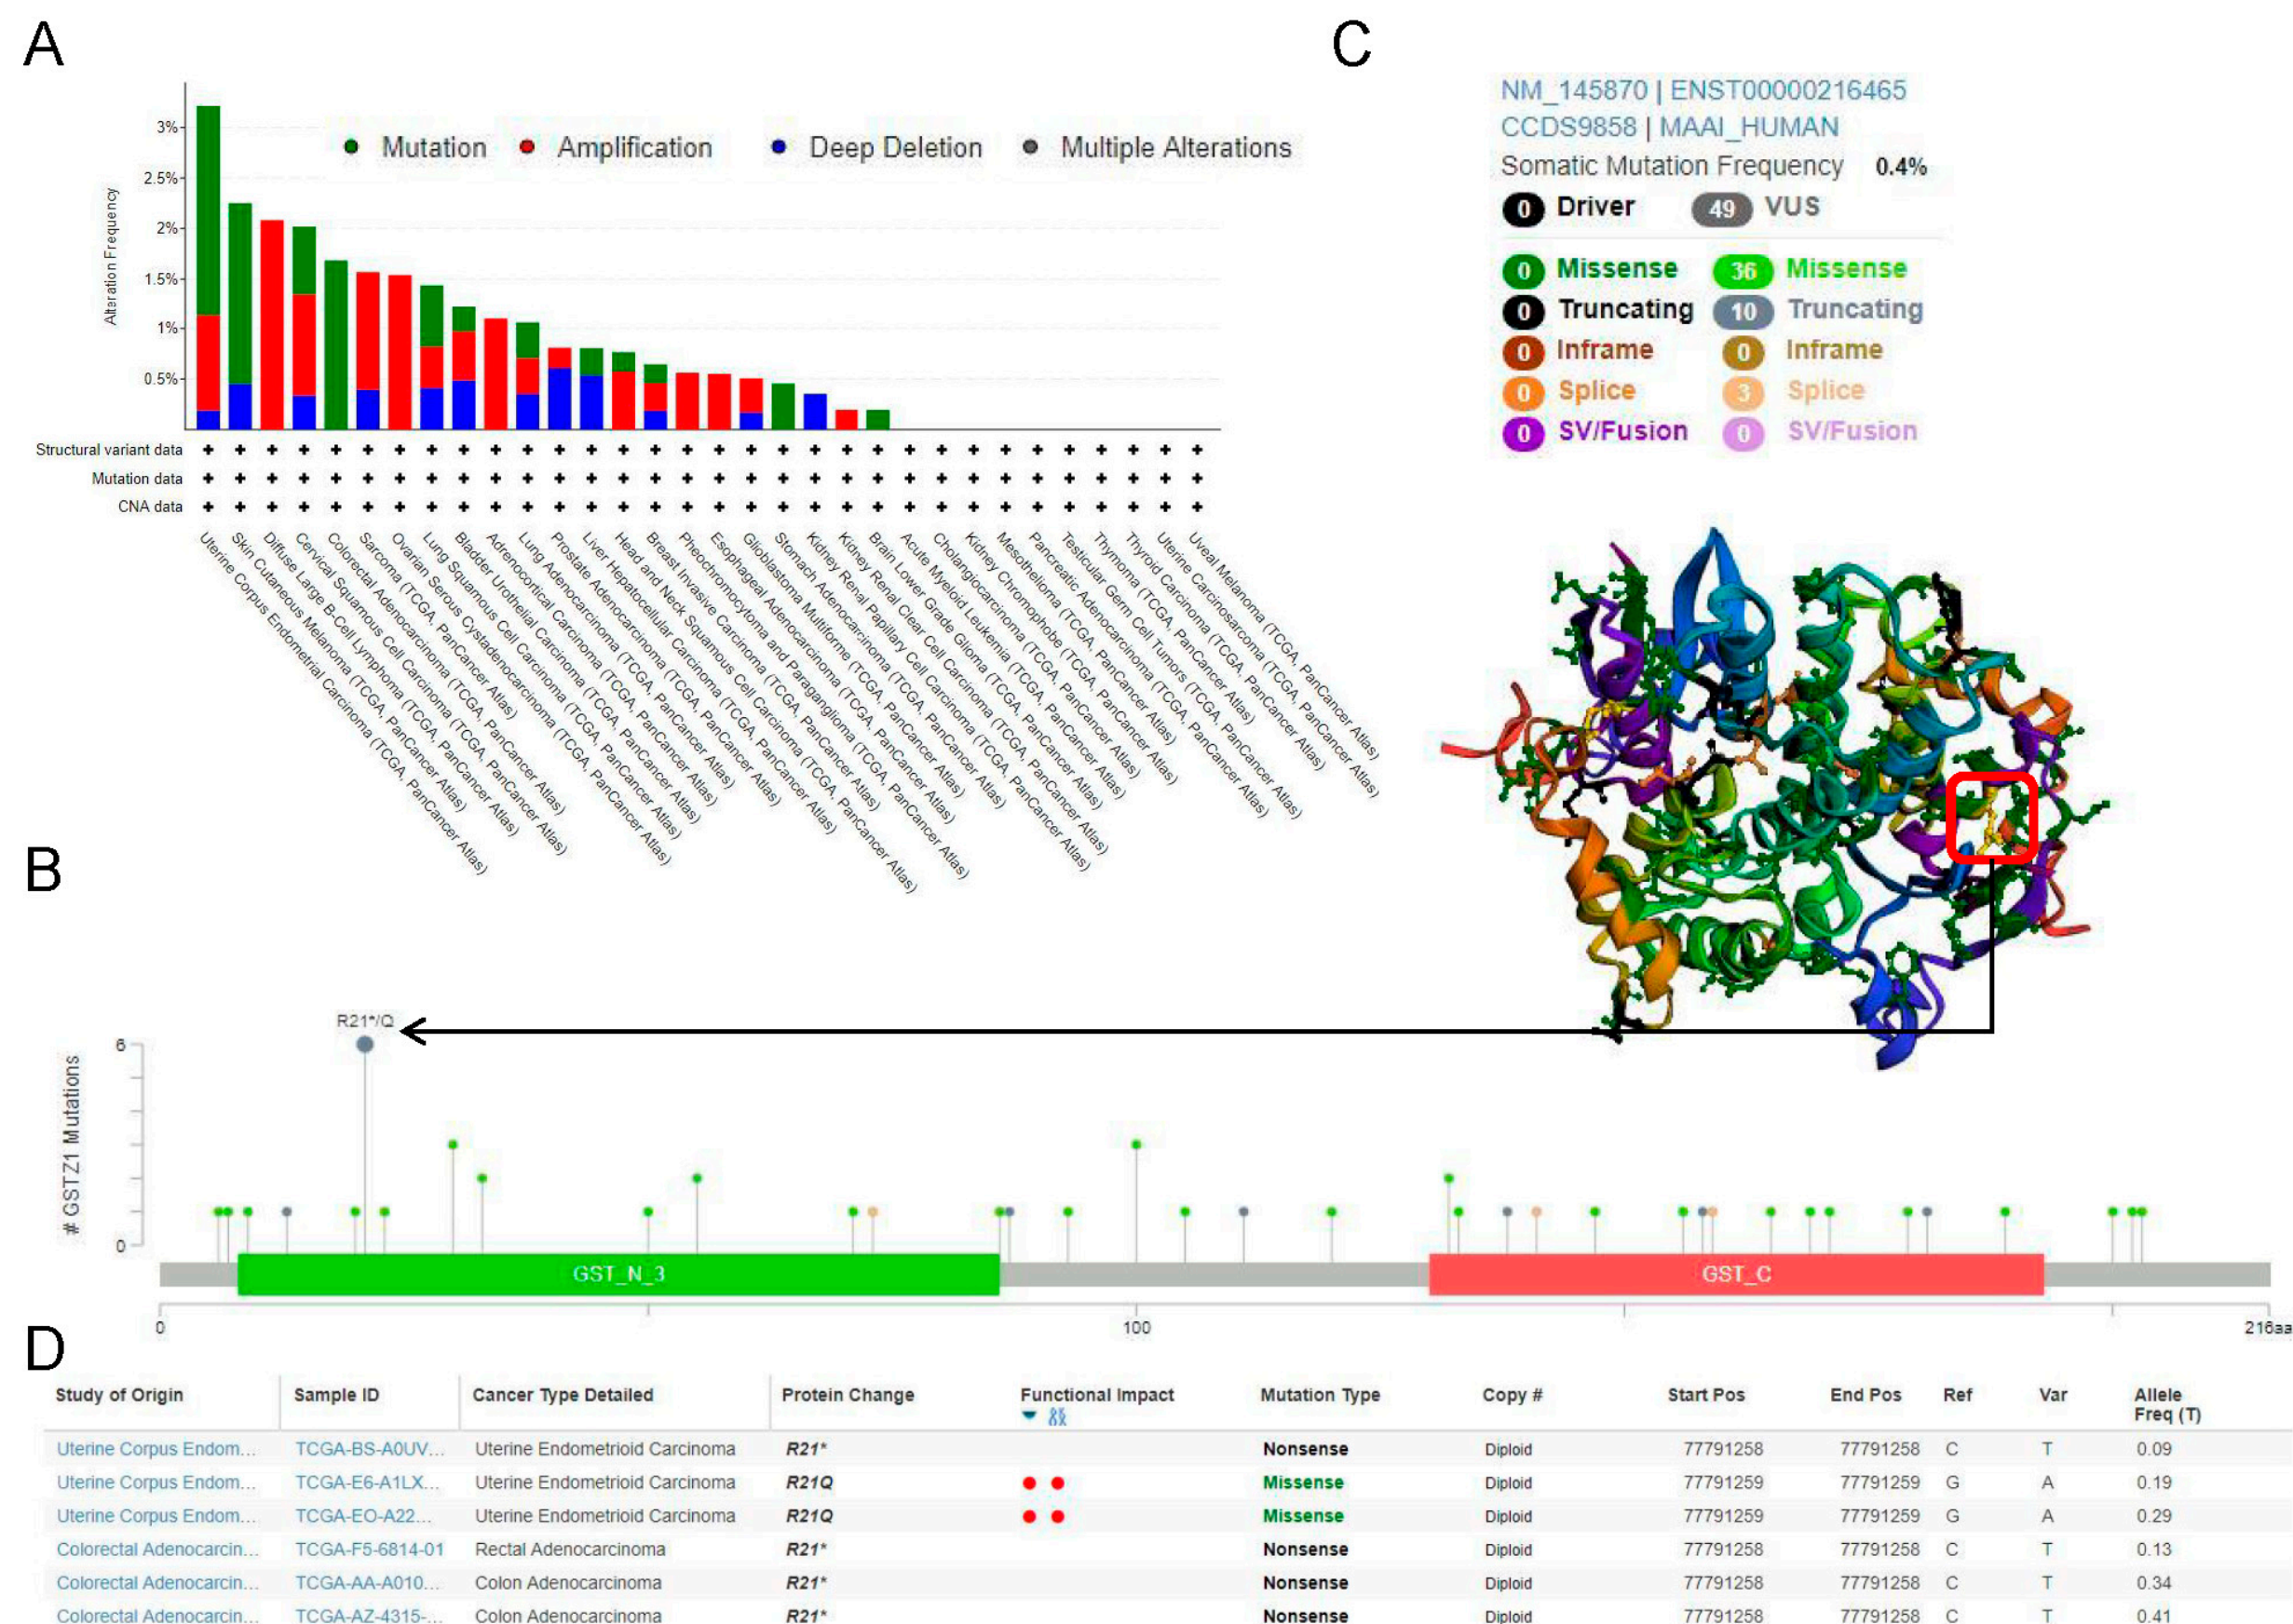 A
3%
2.5%
2%
1.5%
1%
0.5%
Alteration Frequency
Mutation Amplification Deep Deletion Multiple Alterations
Structural variant data
Mutation data
CNA data
Uterine Corpus Endometrial Carcinoma (TCGA, PanCancer Atlas)
Skin Cutaneous Melanoma (TCGA, PanCancer Atlas)
Diffuse Large B-Cell Lymphoma (TCGA, PanCancer Atlas)
Cervical Squamous Cell Carcinoma (TCGA, PanCancer Atlas)
Colorectal Adenocarcinoma (TCGA, PanCancer Atlas)
Sarcoma (TCGA, PanCancer Atlas)
Ovarian Serous Cystadenocarcinoma (TCGA, PanCancer Atlas)
Lung Squamous Cell Carcinoma (TCGA, PanCancer Atlas)
Bladder Urothelial Carcinoma (TCGA, PanCancer Atlas)
Adrenocortical Carcinoma (TCGA, PanCancer Atlas)
Lung Adenocarcinoma (TCGA, PanCancer Atlas)
Prostate Adenocarcinoma (TCGA, PanCancer Atlas)
Liver Hepatocellular Carcinoma (TCGA, PanCancer Atlas)
Head and Neck Squamous Cell Carcinoma (TCGA, PanCancer Atlas)
Breast Invasive Carcinoma (TCGA, PanCancer Atlas)
Pheochromocytoma and Paraganglioma (TCGA, PanCancer Atlas)
Esophageal Adenocarcinoma (TCGA, PanCancer Atlas)
Glioblastoma Multiforme (TCGA, PanCancer Atlas)
Stomach Adenocarcinoma (TCGA, PanCancer Atlas)
Kidney Renal Papillary Cell Carcinoma (TCGA, PanCancer Atlas)
Kidney Renal Clear Cell Carcinoma (TCGA, PanCancer Atlas)
Brain Lower Grade Glioma (TCGA, PanCancer Atlas)
Acute Myeloid Leukemia (TCGA, PanCancer Atlas)
Cholangiocarcinoma (TCGA, PanCancer Atlas)
Kidney Chromophobe (TCGA, PanCancer Atlas)
Mesothelioma (TCGA, PanCancer Atlas)
Pancreatic Adenocarcinoma (TCGA, PanCancer Atlas)
Testicular Germ Cell Tumors (TCGA, PanCancer Atlas)
Thymoma (TCGA, PanCancer Atlas)
Thyroid Carcinoma (TCGA, PanCancer Atlas)
Uterine Carcinosarcoma (TCGA, PanCancer Atlas)
Uveal Melanoma (TCGA, PanCancer Atlas)
C
NM_145870 | ENST00000216465
CCDS9858 | MAAI_HUMAN
Somatic Mutation Frequency 0.4%
0 Driver 49 VUS
0 Missense 36 Missense
0 Truncating 10 Truncating
0 Inframe 0 Inframe
0 Splice 3 Splice
0 SV/Fusion 0 SV/Fusion
B
R21*/Q
6
0
# GSTZ1 Mutations
GST_N_3 GST_C
0 100 216aa
D
Study of Origin Sample ID Cancer Type Detailed Protein Change Functional Impact Mutation Type Copy # Start Pos End Pos Ref Var Allele Freq (T)
Uterine Corpus Endom... TCGA-BS-A0UV... Uterine Endometrioid Carcinoma R21* Nonsense Diploid 77791258 77791258 C T 0.09
Uterine Corpus Endom... TCGA-E6-A1LX... Uterine Endometrioid Carcinoma R21Q Missense Diploid 77791259 77791259 G A 0.19
Uterine Corpus Endom... TCGA-EO-A22... Uterine Endometrioid Carcinoma R21Q Missense Diploid 77791259 77791259 G A 0.29
Colorectal Adenocarcin... TCGA-F5-6814-01 Rectal Adenocarcinoma R21* Nonsense Diploid 77791258 77791258 C T 0.13
Colorectal Adenocarcin... TCGA-AA-A010... Colon Adenocarcinoma R21* Nonsense Diploid 77791258 77791258 C T 0.34
Colorectal Adenocarcin... TCGA-AZ-4315-... Colon Adenocarcinoma R21* Nonsense Diploid 77791258 77791258 C T 0.41